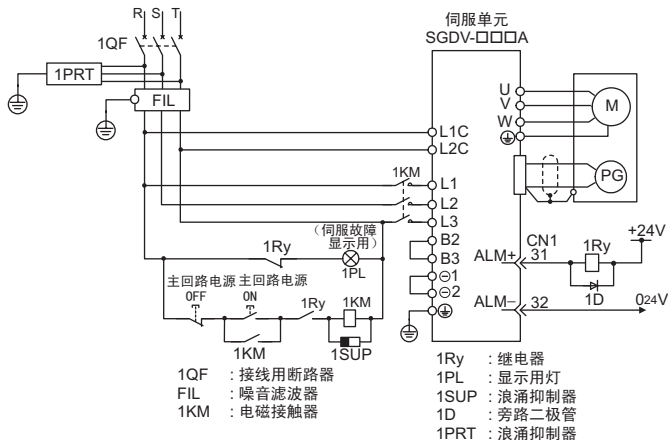 R S T
伺服单元
SGDV-□□□A
1QF
1PRT
FIL
U
V
W
M
L1C
L2C
PG
1KM
L1
L2
L3
(伺服故障
显示用)
1Ry
1PL
B2
B3
ALM+
CN1
31
1Ry
+24V
主回路电源
OFF
主回路电源
ON
1Ry
1KM
⊖1
⊖2
1D
ALM−
32
024V
1KM
1SUP
1QF : 接线用断路器
FIL : 噪音滤波器
1KM : 电磁接触器
1Ry : 继电器
1PL : 显示用灯
1SUP : 浪涌抑制器
1D : 旁路二极管
1PRT : 浪涌抑制器